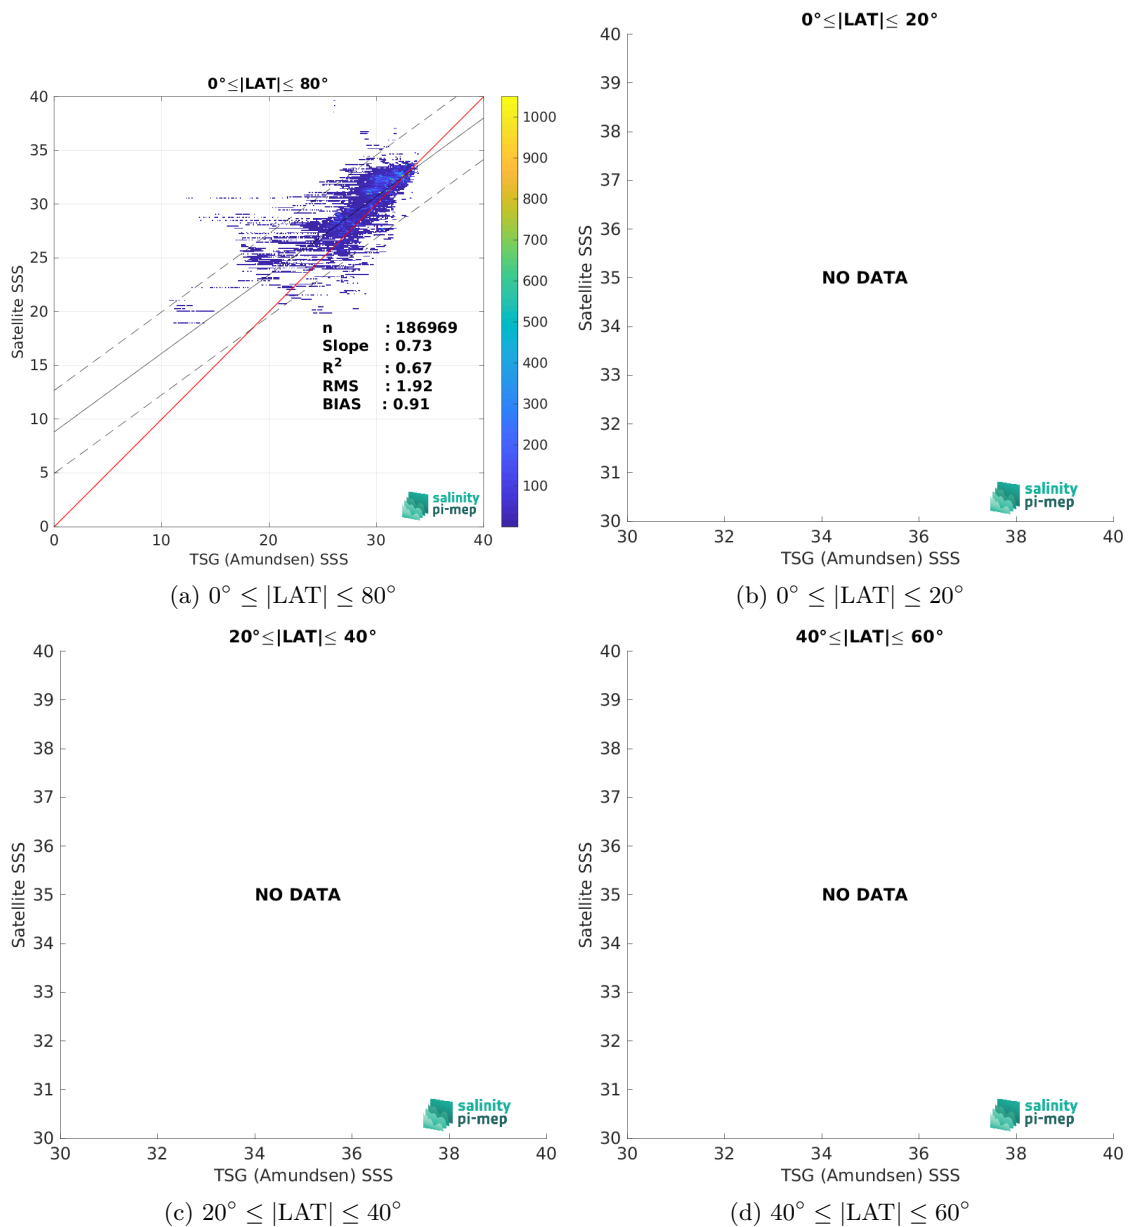 0°≤|LAT|≤ 80°
40
35
30
25
20
15
10
5
0
Satellite SSS
0
10
20
30
40
TSG (Amundsen) SSS
n : 186969
Slope : 0.73
R² : 0.67
RMS : 1.92
BIAS : 0.91
salinity
pi-mep
1000
900
800
700
600
500
400
300
200
100
(a) 0° ≤ |LAT| ≤ 80°
0°≤|LAT|≤ 20°
40
39
38
37
36
35
34
33
32
31
30
Satellite SSS
NO DATA
salinity
pi-mep
30
32
34
36
38
40
TSG (Amundsen) SSS
(b) 0° ≤ |LAT| ≤ 20°
20°≤|LAT|≤ 40°
40
39
38
37
36
35
34
33
32
31
30
Satellite SSS
NO DATA
salinity
pi-mep
30
32
34
36
38
40
TSG (Amundsen) SSS
(c) 20° ≤ |LAT| ≤ 40°
40°≤|LAT|≤ 60°
40
39
38
37
36
35
34
33
32
31
30
Satellite SSS
NO DATA
salinity
pi-mep
30
32
34
36
38
40
TSG (Amundsen) SSS
(d) 40° ≤ |LAT| ≤ 60°